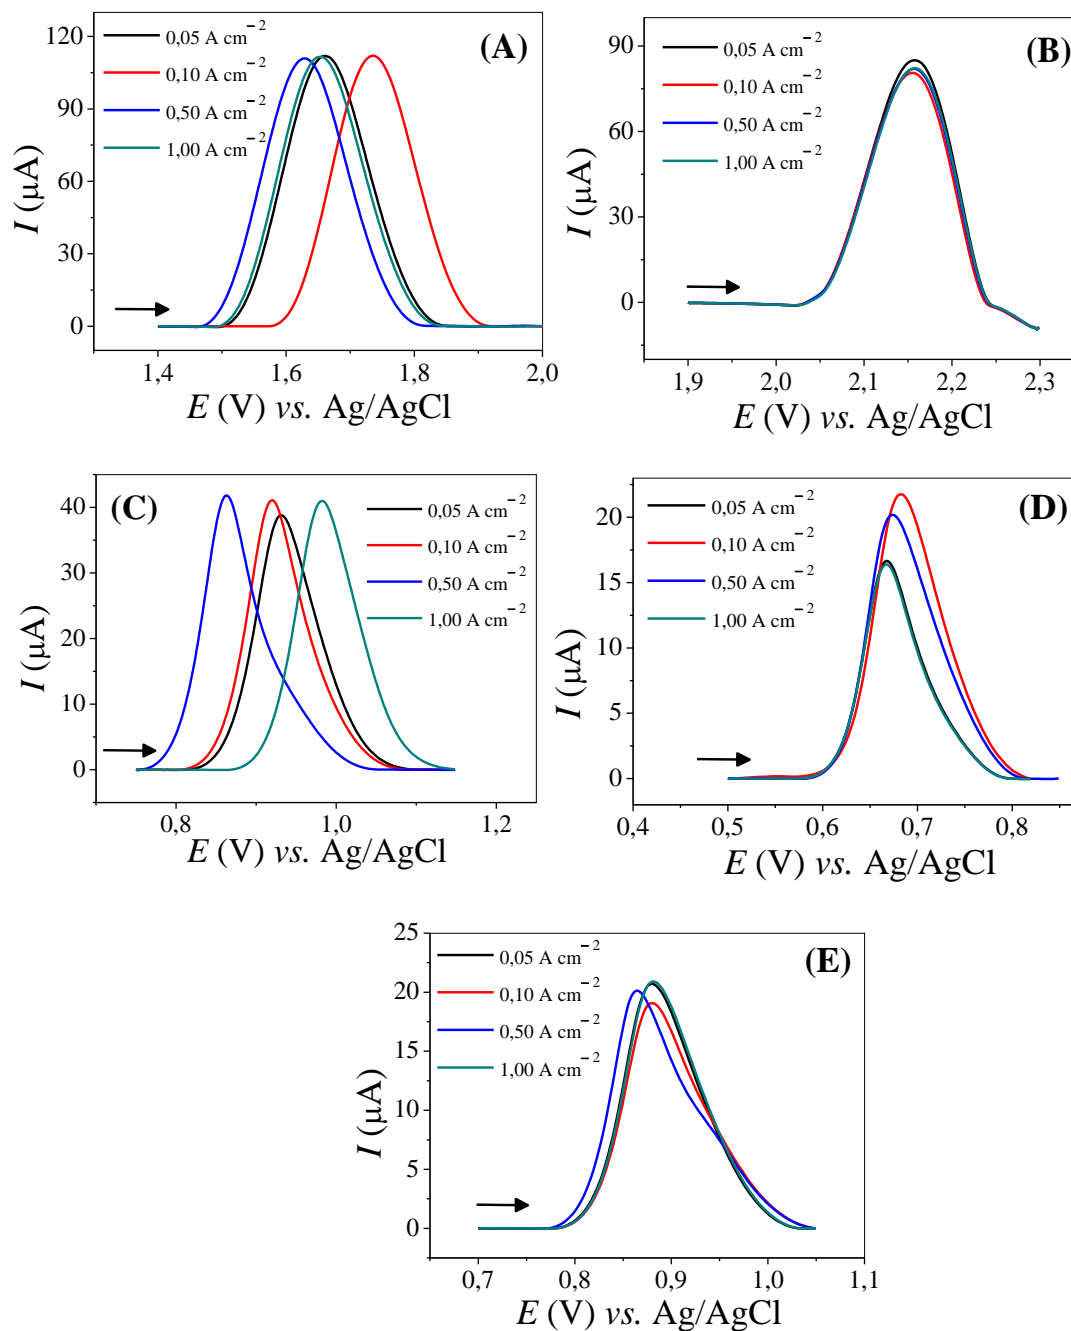 (A)
0,05 A cm⁻²
0,10 A cm⁻²
0,50 A cm⁻²
1,00 A cm⁻²
120
90
60
30
0
I (µA)
1,4 1,6 1,8 2,0
E (V) vs. Ag/AgCl
(B)
0,05 A cm⁻²
0,10 A cm⁻²
0,50 A cm⁻²
1,00 A cm⁻²
90
60
30
0
I (µA)
1,9 2,0 2,1 2,2 2,3
E (V) vs. Ag/AgCl
(C)
0,05 A cm⁻²
0,10 A cm⁻²
0,50 A cm⁻²
1,00 A cm⁻²
40
30
20
10
0
I (µA)
0,8 1,0 1,2
E (V) vs. Ag/AgCl
(D)
0,05 A cm⁻²
0,10 A cm⁻²
0,50 A cm⁻²
1,00 A cm⁻²
20
15
10
5
0
I (µA)
0,4 0,5 0,6 0,7 0,8
E (V) vs. Ag/AgCl
(E)
0,05 A cm⁻²
0,10 A cm⁻²
0,50 A cm⁻²
1,00 A cm⁻²
25
20
15
10
5
0
I (µA)
0,7 0,8 0,9 1,0 1,1
E (V) vs. Ag/AgCl